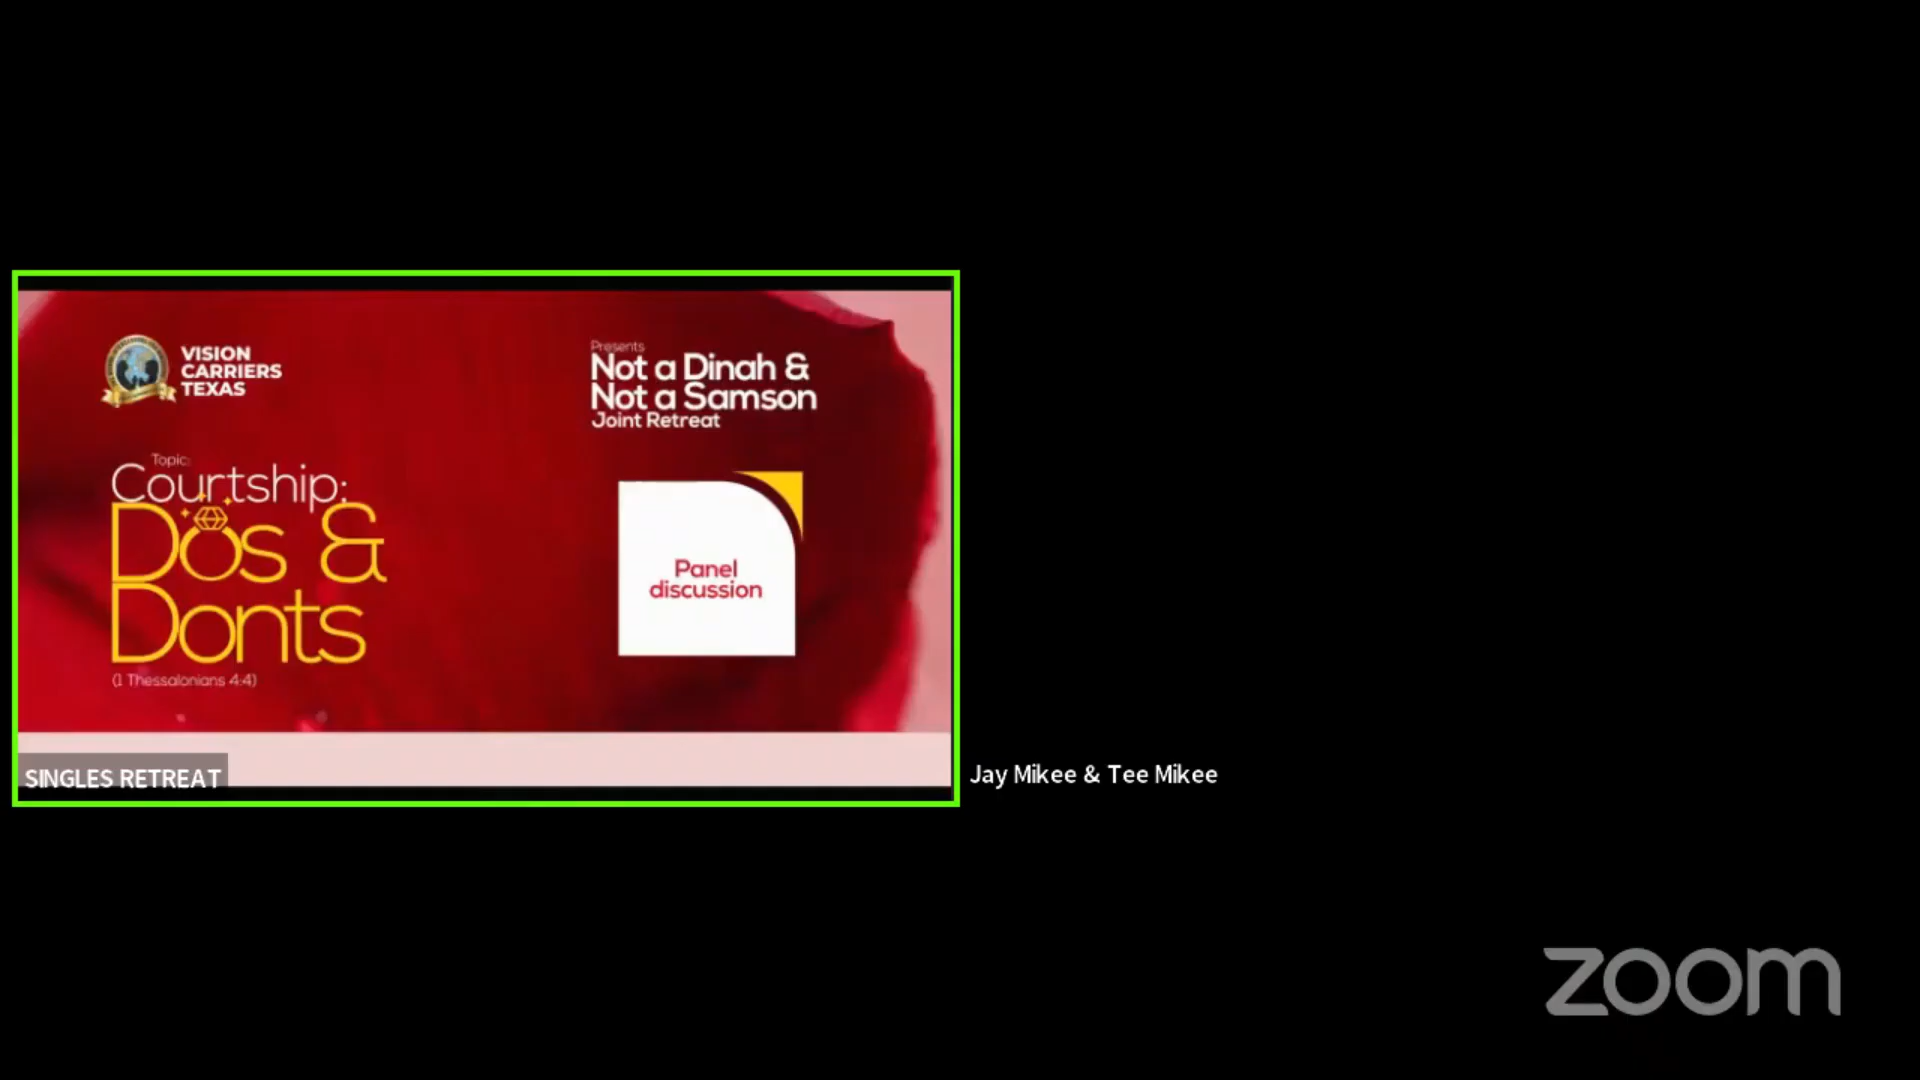 VISION
CARRIERS
TEXAS
Presents
Not a Dinah &
Not a Samson
Joint Retreat
Topic:
Courtship:
Dos &
Donts
(1 Thessalonians 4:4)
Panel
discussion
SINGLES RETREAT
Jay Mikee & Tee Mikee
zoom